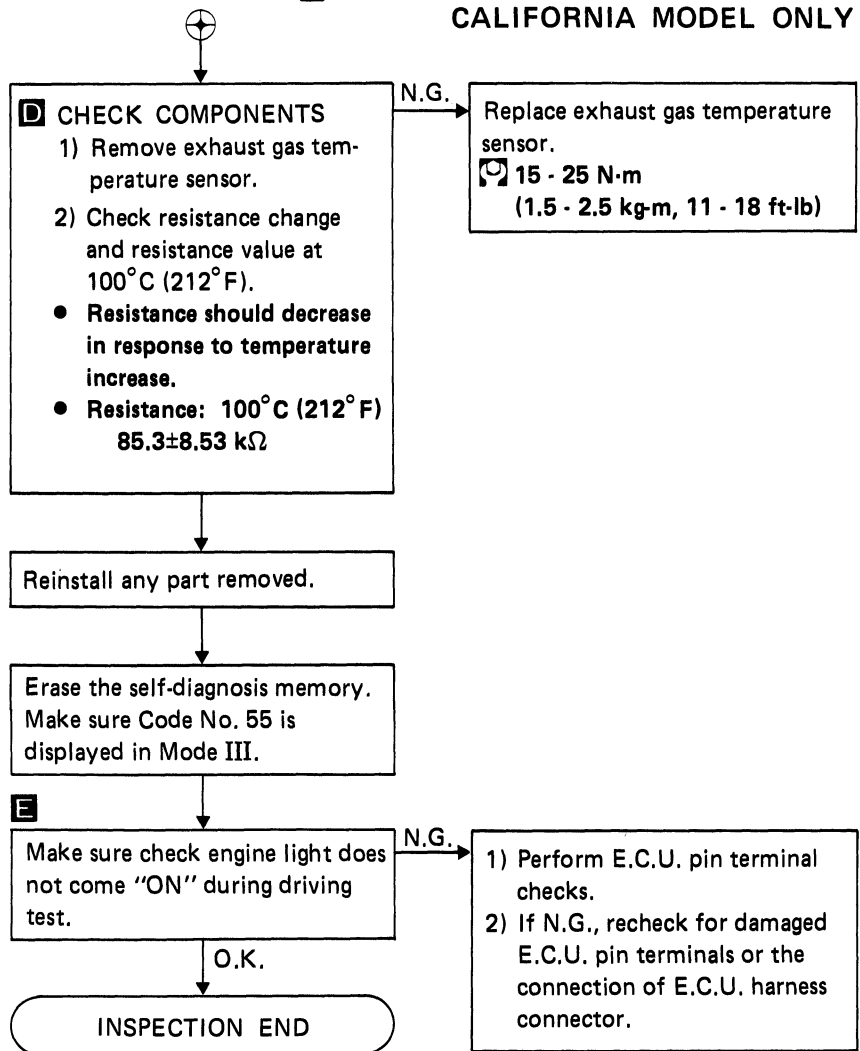 CALIFORNIA MODEL ONLY
D CHECK COMPONENTS
1) Remove exhaust gas tem-
perature sensor.
2) Check resistance change
and resistance value at
100°C (212°F).
● Resistance should decrease
in response to temperature
increase.
● Resistance: 100°C (212°F)
85.3±8.53 kΩ
N.G.
Replace exhaust gas temperature
sensor.
15 - 25 N·m
(1.5 - 2.5 kg-m, 11 - 18 ft-lb)
Reinstall any part removed.
Erase the self-diagnosis memory.
Make sure Code No. 55 is
displayed in Mode III.
E
Make sure check engine light does
not come "ON" during driving
test.
N.G.
1) Perform E.C.U. pin terminal
checks.
2) If N.G., recheck for damaged
E.C.U. pin terminals or the
connection of E.C.U. harness
connector.
O.K.
INSPECTION END